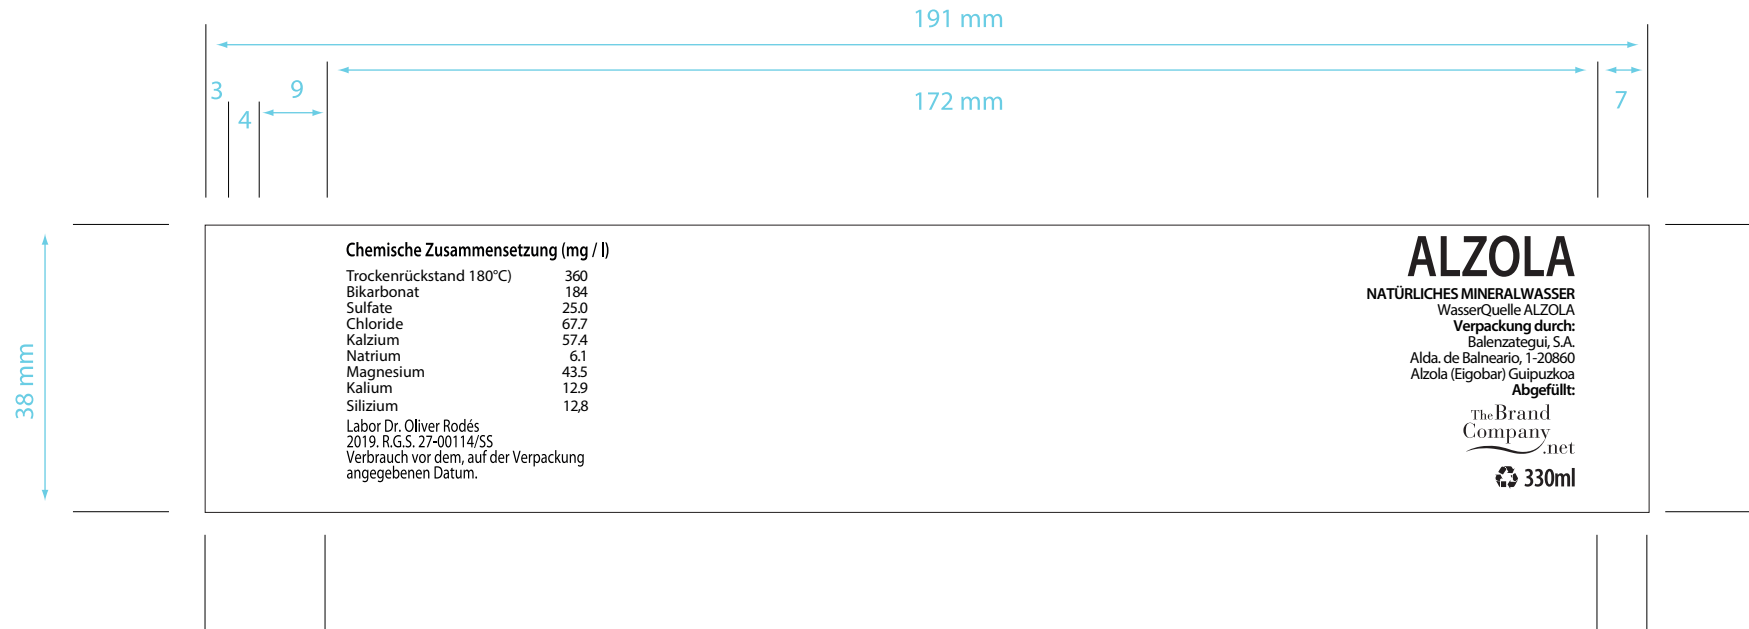 191 mm
3
9
4
172 mm
7
38 mm
Chemische Zusammensetzung (mg / l)
Trockenrückstand 180°C) 360
Bikarbonat 184
Sulfate 25.0
Chloride 67.7
Kalzium 57.4
Natrium 6.1
Magnesium 43.5
Kalium 12.9
Silizium 12,8
Labor Dr. Oliver Rodés
2019. R.G.S. 27-00114/SS
Verbrauch vor dem, auf der Verpackung
angegebenen Datum.
ALZOLA
NATÜRLICHES MINERALWASSER
WasserQuelle ALZOLA
Verpackung durch:
Balenzategui, S.A.
Alda. de Balneario, 1-20860
Alzola (Eigobar) Guipuzkoa
Abgefüllt:
The Brand
Company
.net
330ml